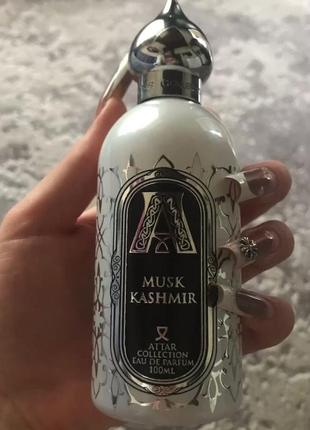 A
MUSK
KASHMIR
ATTAR
COLLECTION
EAU DE PARFUM
100ML